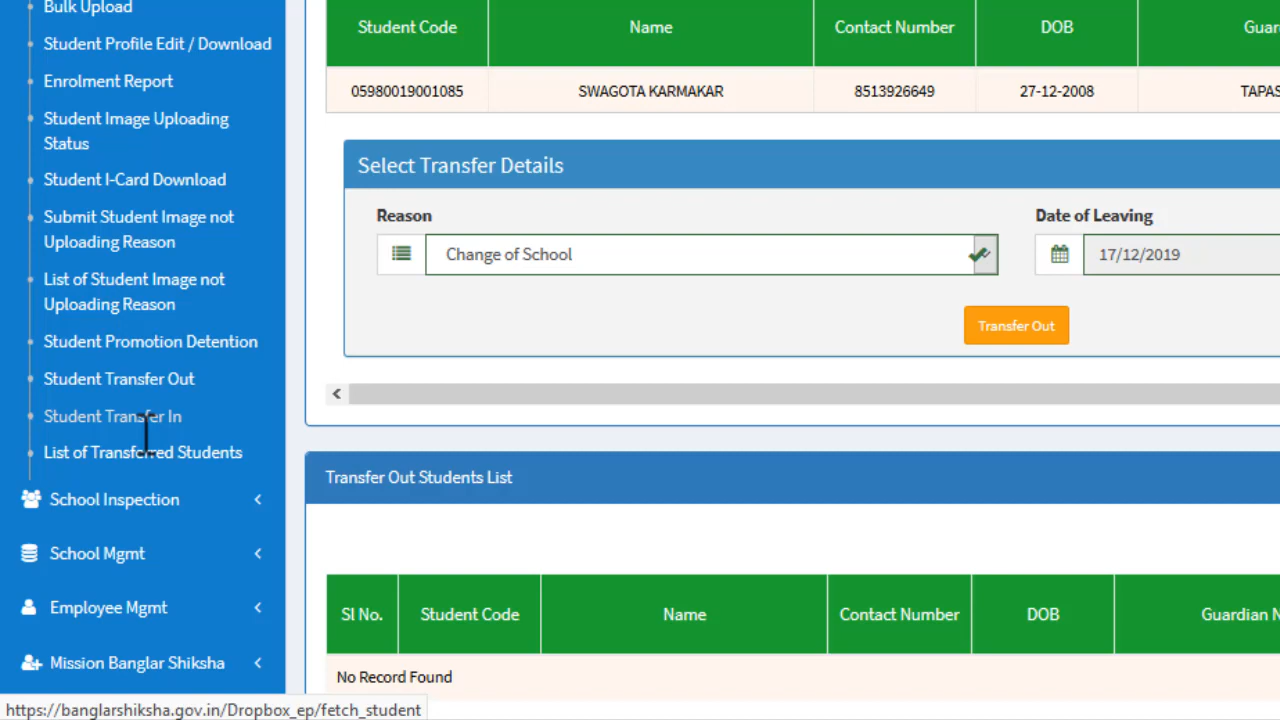 Bulk Upload
Student Profile Edit / Download
Enrolment Report
Student Image Uploading
Status
Student I-Card Download
Submit Student Image not
Uploading Reason
List of Student Image not
Uploading Reason
Student Promotion Detention
Student Transfer Out
Student Transfer In
List of Transferred Students
School Inspection
School Mgmt
Employee Mgmt
Mission Banglar Shiksha
https://banglarshiksha.gov.in/Dropbox_ep/fetch_student
Student Code Name Contact Number DOB Guar
05980019001085 SWAGOTA KARMAKAR 8513926649 27-12-2008 TAPAS
Select Transfer Details
Reason Date of Leaving
Change of School 17/12/2019
Transfer Out
Transfer Out Students List
Sl No. Student Code Name Contact Number DOB Guardian N
No Record Found